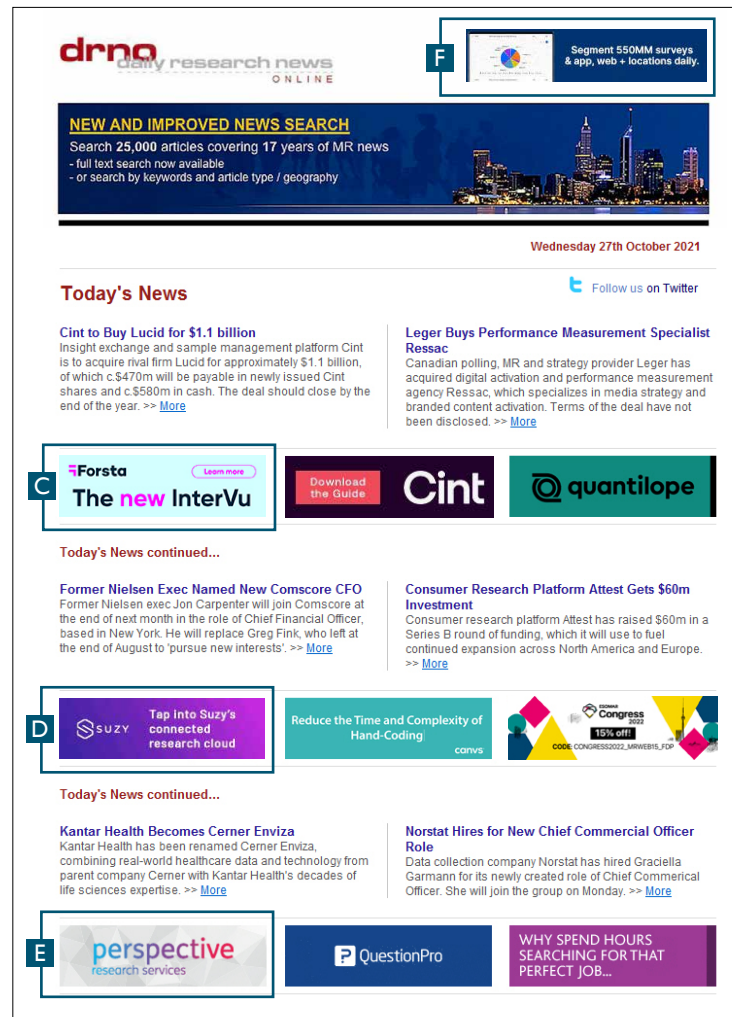 drno
daily research news
ONLINE
F
Segment 550MM surveys
& app, web + locations daily.
NEW AND IMPROVED NEWS SEARCH
Search 25,000 articles covering 17 years of MR news
- full text search now available
- or search by keywords and article type / geography
Wednesday 27th October 2021
Today's News
Follow us on Twitter
Cint to Buy Lucid for $1.1 billion
Insight exchange and sample management platform Cint
is to acquire rival firm Lucid for approximately $1.1 billion,
of which c.$470m will be payable in newly issued Cint
shares and c.$580m in cash. The deal should close by the
end of the year. >> More
Leger Buys Performance Measurement Specialist
Ressac
Canadian polling, MR and strategy provider Leger has
acquired digital activation and performance measurement
agency Ressac, which specializes in media strategy and
branded content activation. Terms of the deal have not
been disclosed. >> More
C
Forsta
Learn more
The new InterVu
Download
the Guide
Cint
quantilope
Today's News continued...
Former Nielsen Exec Named New Comscore CFO
Former Nielsen exec Jon Carpenter will join Comscore at
the end of next month in the role of Chief Financial Officer,
based in New York. He will replace Greg Fink, who left at
the end of August to 'pursue new interests'. >> More
Consumer Research Platform Attest Gets $60m
Investment
Consumer research platform Attest has raised $60m in a
Series B round of funding, which it will use to fuel
continued expansion across North America and Europe.
>> More
D
SUZY
Tap into Suzy's
connected
research cloud
Reduce the Time and Complexity of
Hand-Coding
canvs
ESOMAR
Congress
2022
15% off!
CODE: CONGRESS2022_MRWEB15_FDP
Today's News continued...
Kantar Health Becomes Cerner Enviza
Kantar Health has been renamed Cerner Enviza,
combining real-world healthcare data and technology from
parent company Cerner with Kantar Health's decades of
life sciences expertise. >> More
Norstat Hires for New Chief Commercial Officer
Role
Data collection company Norstat has hired Graciella
Garmann for its newly created role of Chief Commerical
Officer. She will join the group on Monday. >> More
E
perspective
research services
QuestionPro
WHY SPEND HOURS
SEARCHING FOR THAT
PERFECT JOB...